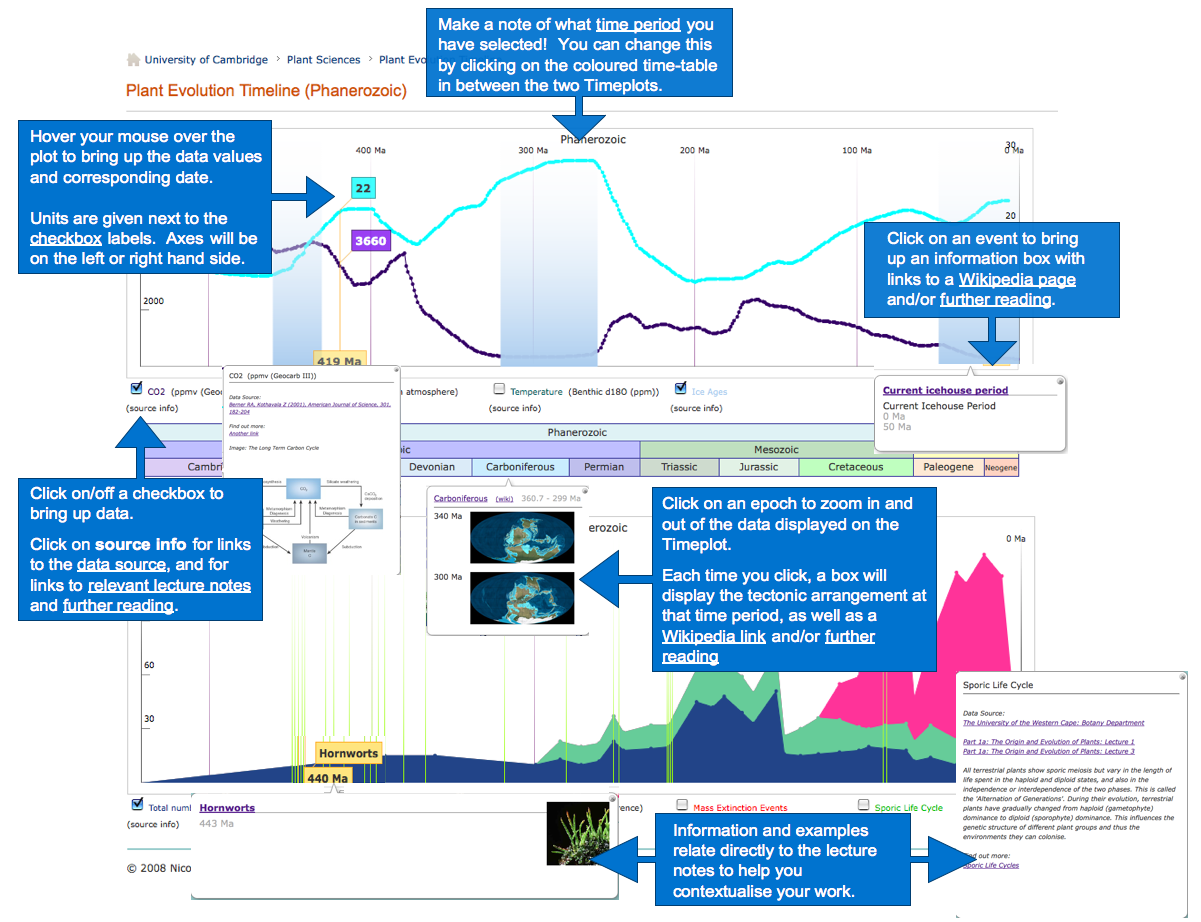 Make a note of what time period you
have selected! You can change this
by clicking on the coloured time-table
in between the two Timeplots.
University of Cambridge › Plant Sciences › Plant Evo
Plant Evolution Timeline (Phanerozoic)
Hover your mouse over the
plot to bring up the data values
and corresponding date.
Units are given next to the
checkbox labels. Axes will be
on the left or right hand side.
Phanerozoic
400 Ma
300 Ma
200 Ma
100 Ma
30
0 Ma
22
20
3660
2000
419 Ma
Click on an event to bring
up an information box with
links to a Wikipedia page
and/or further reading.
CO2 (ppmv (Geoc
atmosphere)
Temperature (Benthic d18O (ppm))
Ice Ages
(source info)
(source info)
(source info)
CO2 (ppmv (Geocarb III))
Data Source:
Berner RA, Kothavala Z (2001), American Journal of Science, 301,
182-204
Find out more:
Another link
Image: The Long Term Carbon Cycle
Current icehouse period
Current Icehouse Period
0 Ma
50 Ma
Phanerozoic
ic
Mesozoic
Cambri
Devonian
Carboniferous
Permian
Triassic
Jurassic
Cretaceous
Paleogene
Neogene
Click on/off a checkbox to
bring up data.
Click on source info for links
to the data source, and for
links to relevant lecture notes
and further reading.
Silicate weathering
CO2
CaCO3
deposition
Metamorphism
Diagenesis
Metamorphism
Diagenesis
Weathering
Volcanism
Subduction
Mantle
Carboniferous (wiki) 360.7 - 299 Ma
340 Ma
300 Ma
erozoic
0 Ma
Click on an epoch to zoom in and
out of the data displayed on the
Timeplot.
Each time you click, a box will
display the tectonic arrangement at
that time period, as well as a
Wikipedia link and/or further
reading
60
30
Hornworts
440 Ma
Total numl
rence)
Mass Extinction Events
Sporic Life Cycle
(source info)
Hornworts
443 Ma
© 2008 Nico
Information and examples
relate directly to the lecture
notes to help you
contextualise your work.
Sporic Life Cycle
Data Source:
The University of the Western Cape: Botany Department
Part 1a: The Origin and Evolution of Plants: Lecture 1
Part 1a: The Origin and Evolution of Plants: Lecture 3
All terrestrial plants show sporic meiosis but vary in the length of
life spent in the haploid and diploid states, and also in the
independence or interdependence of the two phases. This is called
the 'Alternation of Generations'. During their evolution, terrestrial
plants have gradually changed from haploid (gametophyte)
dominance to diploid (sporophyte) dominance. This influences the
genetic structure of different plant groups and thus the
environments they can colonise.
nd out more:
Sporic Life Cycles